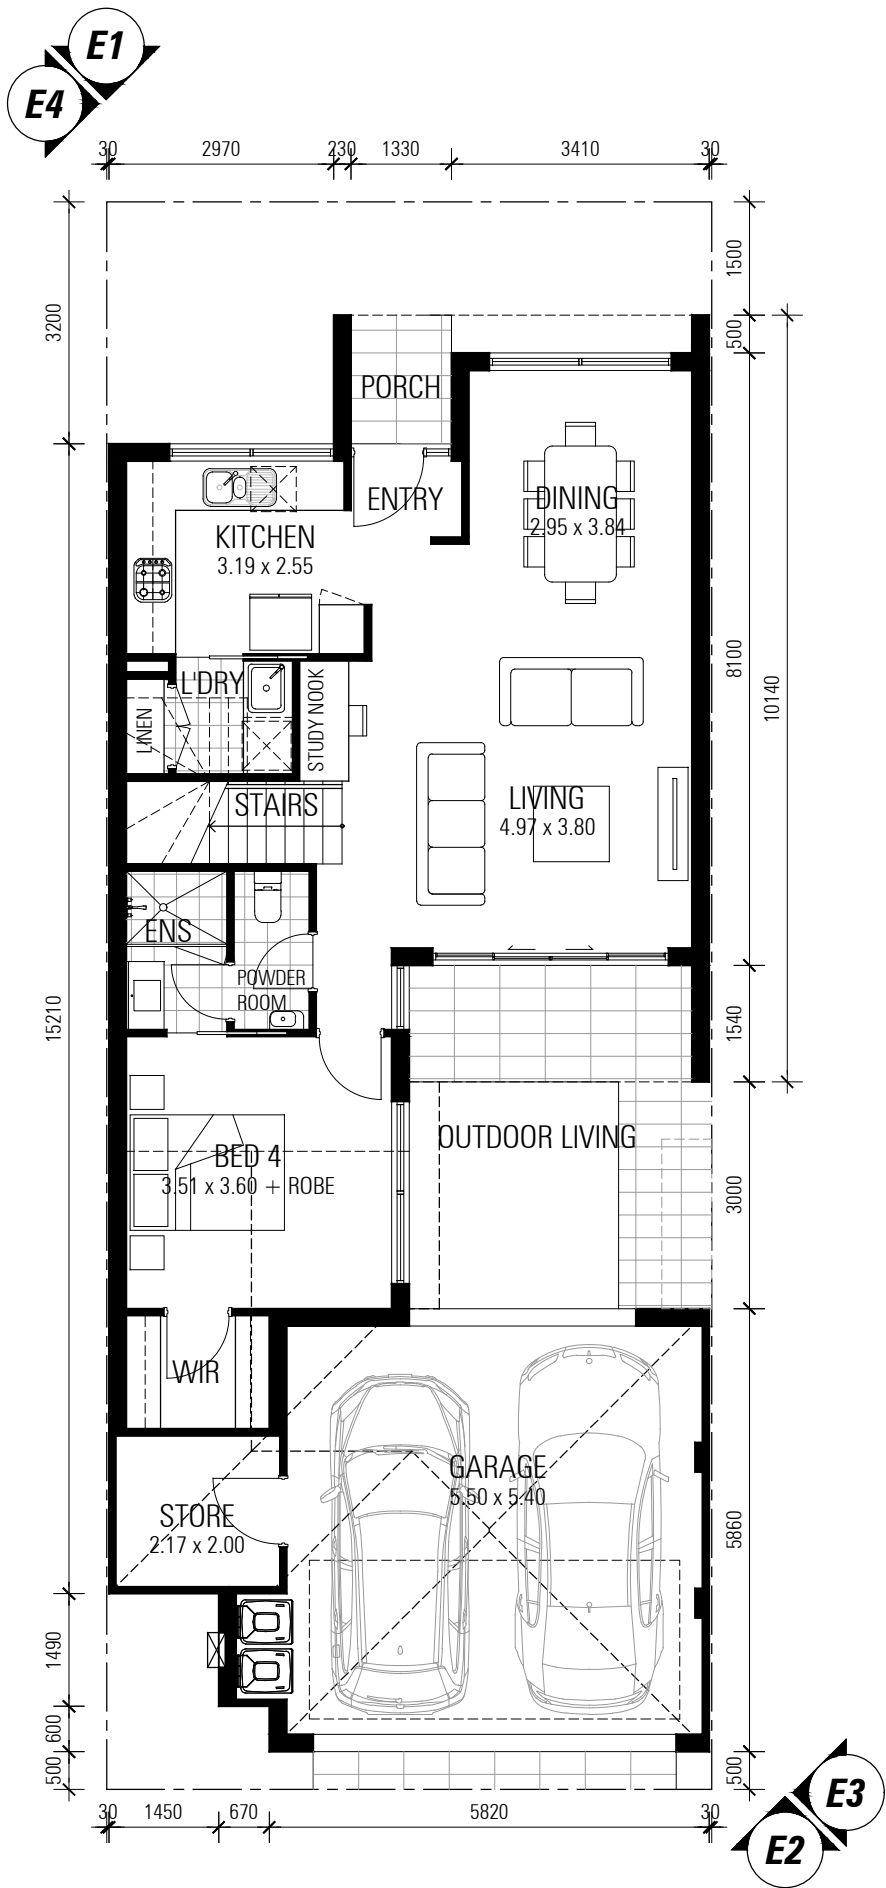 E1
E4
30 2970 230 1330 3410 30
3200
1500
500
PORCH
ENTRY
DINING
2.95 x 3.84
KITCHEN
3.19 x 2.55
8100
10140
L'DRY
STUDY NOOK
LINEN
STAIRS
LIVING
4.97 x 3.80
ENS
POWDER
ROOM
15210
1540
OUTDOOR LIVING
BED 4
3.51 x 3.60 + ROBE
3000
WIR
GARAGE
5.50 x 5.40
STORE
2.17 x 2.00
5860
1490
600
500
500
30 1450 670 5820 30
E3
E2